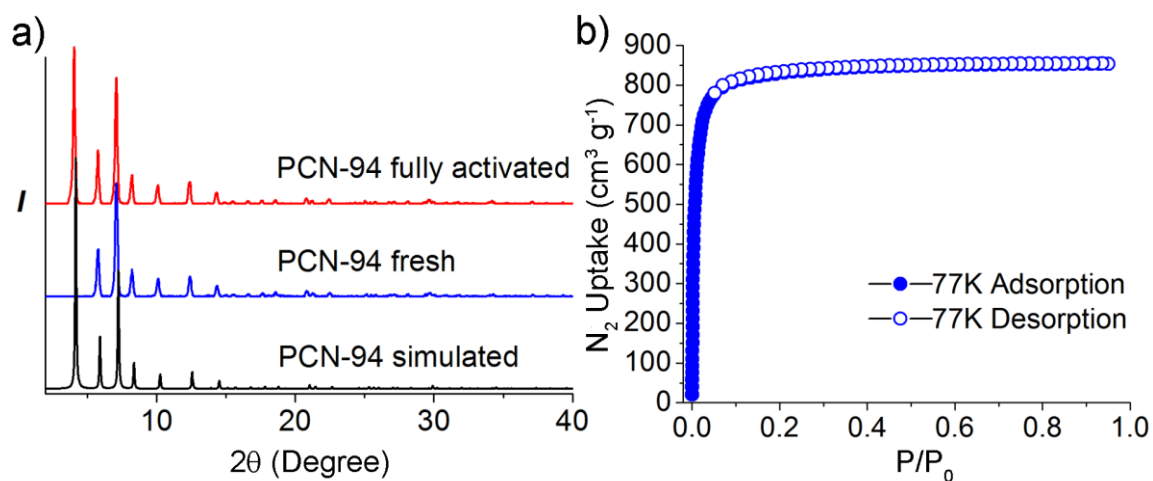 a)
I
PCN-94 fully activated
PCN-94 fresh
PCN-94 simulated
10 20 30 40
2θ (Degree)
b)
N₂ Uptake (cm³ g⁻¹)
900
800
700
600
500
400
300
200
100
0
77K Adsorption
77K Desorption
0.0 0.2 0.4 0.6 0.8 1.0
P/P₀